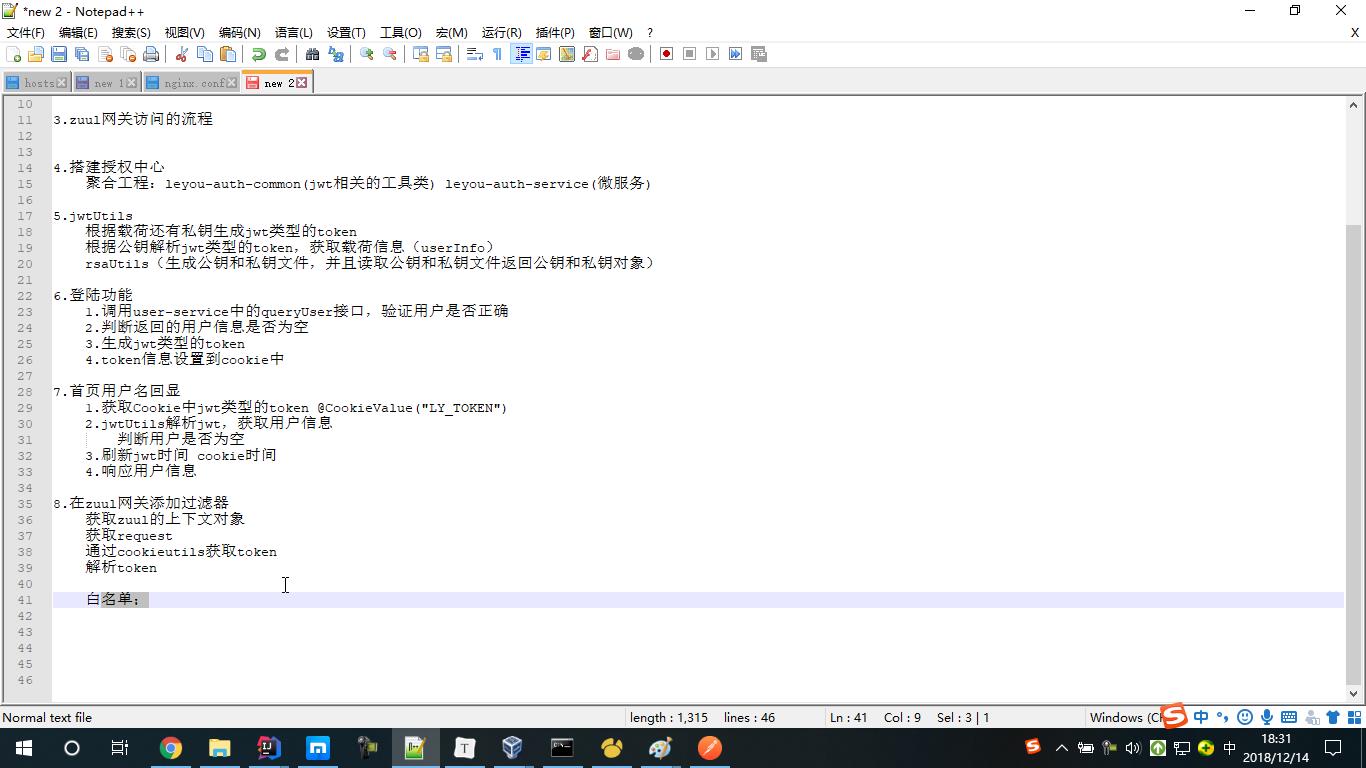 *new 2 - Notepad++
文件(F) 编辑(E) 搜索(S) 视图(V) 编码(N) 语言(L) 设置(T) 工具(O) 宏(M) 运行(R) 插件(P) 窗口(W) ? X
hosts new 1 nginx.conf new 2
10
11 3.zuul网关访问的流程
12
13
14 4.搭建授权中心
15 聚合工程：leyou-auth-common(jwt相关的工具类) leyou-auth-service(微服务)
16
17 5.jwtUtils
18 根据载荷还有私钥生成jwt类型的token
19 根据公钥解析jwt类型的token，获取载荷信息（userInfo）
20 rsaUtils（生成公钥和私钥文件，并且读取公钥和私钥文件返回公钥和私钥对象）
21
22 6.登陆功能
23 1.调用user-service中的queryUser接口，验证用户是否正确
24 2.判断返回的用户信息是否为空
25 3.生成jwt类型的token
26 4.token信息设置到cookie中
27
28 7.首页用户名回显
29 1.获取Cookie中jwt类型的token @CookieValue("LY_TOKEN")
30 2.jwtUtils解析jwt，获取用户信息
31 判断用户是否为空
32 3.刷新jwt时间 cookie时间
33 4.响应用户信息
34
35 8.在zuul网关添加过滤器
36 获取zuul的上下文对象
37 获取request
38 通过cookieutils获取token
39 解析token
40
41 白名单；
42
43
44
45
46
Normal text file length : 1,315 lines : 46 Ln : 41 Col : 9 Sel : 3 | 1 Windows (C 中
中 18:31
2018/12/14